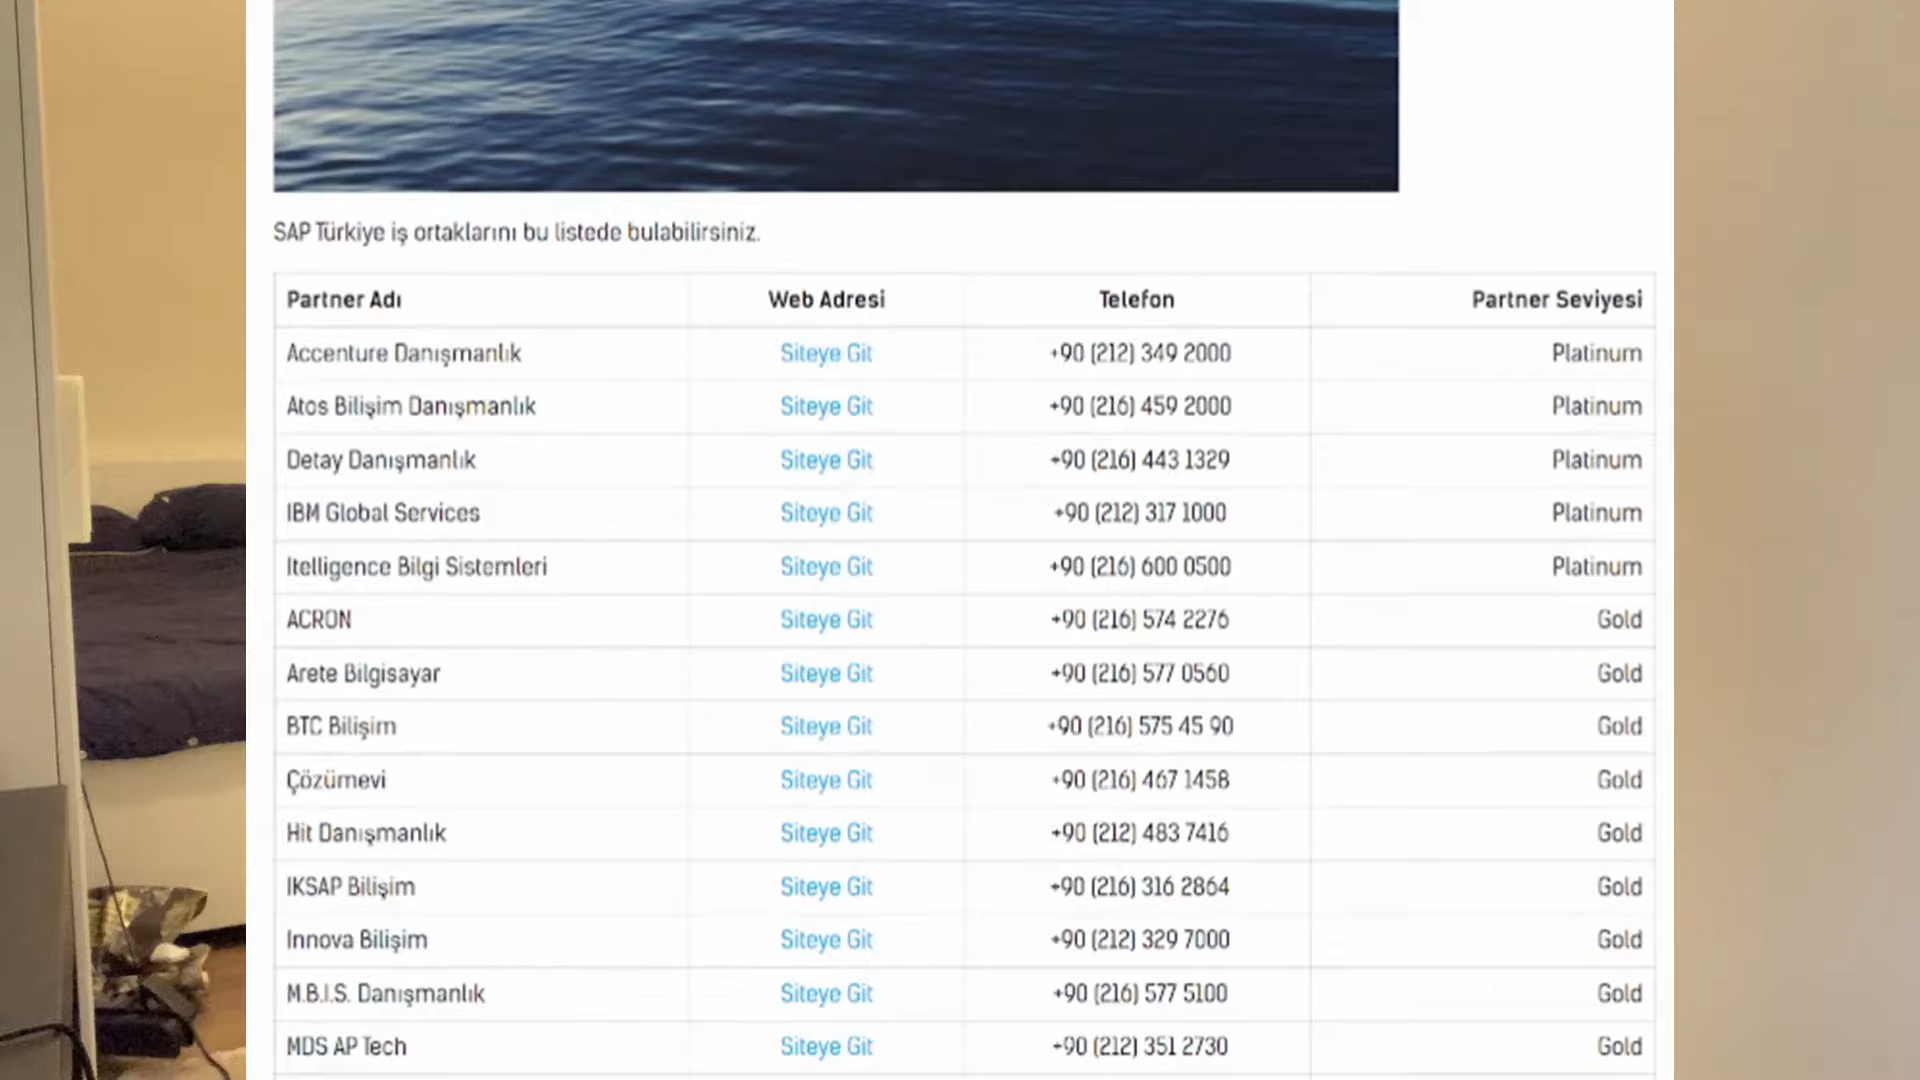 SAP Türkiye iş ortaklarını bu listede bulabilirsiniz.
Partner Adı Web Adresi Telefon Partner Seviyesi
Accenture Danışmanlık Siteye Git +90 (212) 349 2000 Platinum
Atos Bilişim Danışmanlık Siteye Git +90 (216) 459 2000 Platinum
Detay Danışmanlık Siteye Git +90 (216) 443 1329 Platinum
IBM Global Services Siteye Git +90 (212) 317 1000 Platinum
Itelligence Bilgi Sistemleri Siteye Git +90 (216) 600 0500 Platinum
ACRON Siteye Git +90 (216) 574 2276 Gold
Arete Bilgisayar Siteye Git +90 (216) 577 0560 Gold
BTC Bilişim Siteye Git +90 (216) 575 45 90 Gold
Çözümevi Siteye Git +90 (216) 467 1458 Gold
Hit Danışmanlık Siteye Git +90 (212) 483 7416 Gold
IKSAP Bilişim Siteye Git +90 (216) 316 2864 Gold
Innova Bilişim Siteye Git +90 (212) 329 7000 Gold
M.B.I.S. Danışmanlık Siteye Git +90 (216) 577 5100 Gold
MDS AP Tech Siteye Git +90 (212) 351 2730 Gold